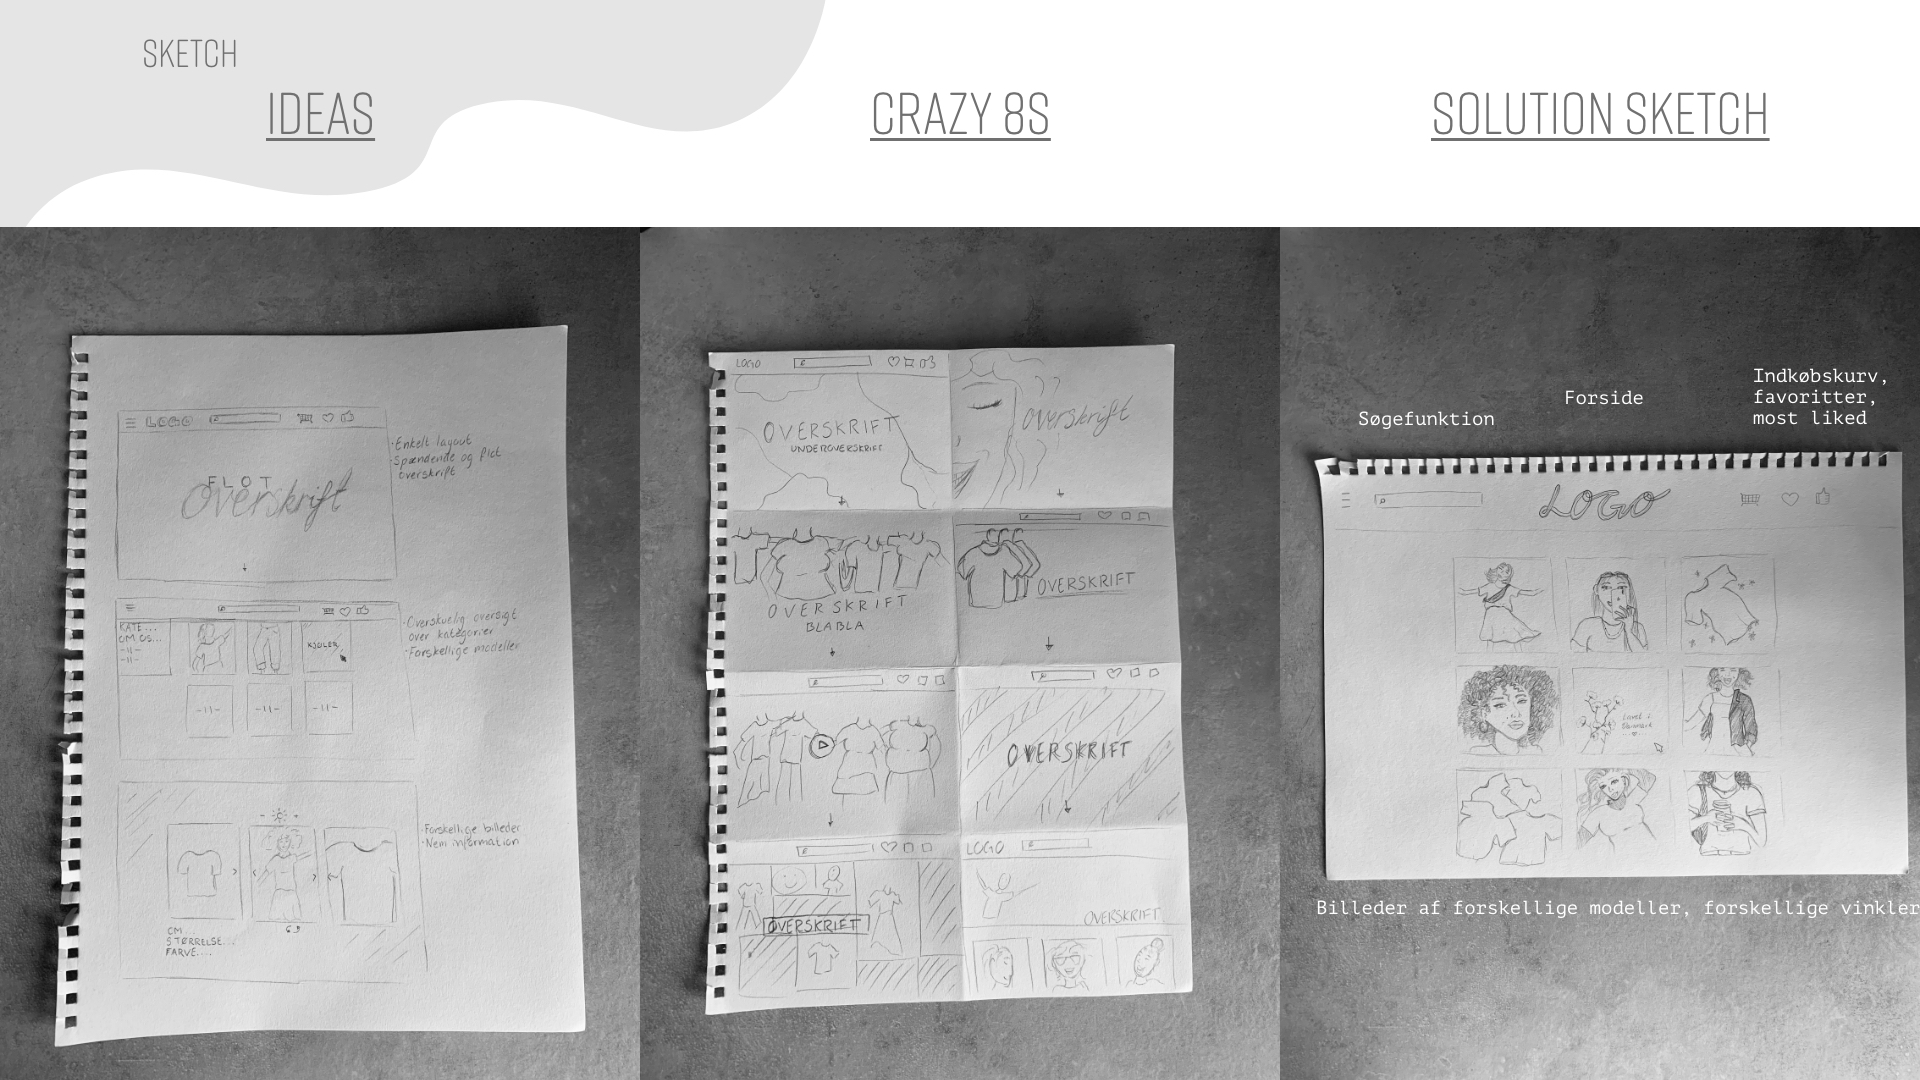 SKETCH
IDEAS
CRAZY 8S
SOLUTION SKETCH
LOGO
FLOT
Overskrift
·Enkelt layout
·Spændende og flot
overskrift
KATE...
OM OS...
-11-
-11-
KJOLER
-11-
-11-
-11-
·Overskuelig oversigt
over kategorier
·Forskellige modeller
·Forskellige billeder
·Nem information
OM...
STØRRELSE...
FARVE....
LOGO
OVERSKRIFT
UNDEROVERSKRIFT
Overskrift
OVERSKRIFT
BLABLA
OVERSKRIFT
OVERSKRIFT
OVERSKRIFT
LOGO
OVERSKRIFT
Søgefunktion
Forside
Indkøbskurv,
favoritter,
most liked
LOGO
Lavet i
Danmark
Billeder af forskellige modeller, forskellige vinkler